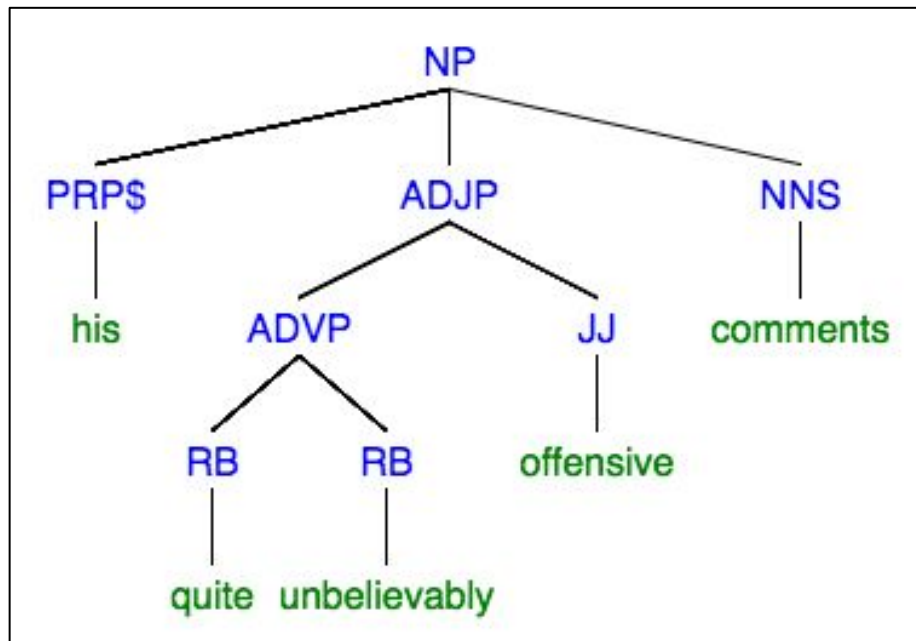 NP
PRP$ ADJP NNS
his ADVP JJ comments
RB RB offensive
quite unbelievably